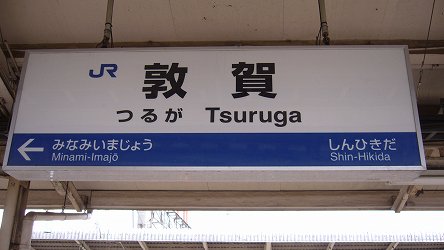 JR 敦賀
つるが Tsuruga
← みなみいまじょう しんひきだ
Minami-Imajō Shin-Hikida